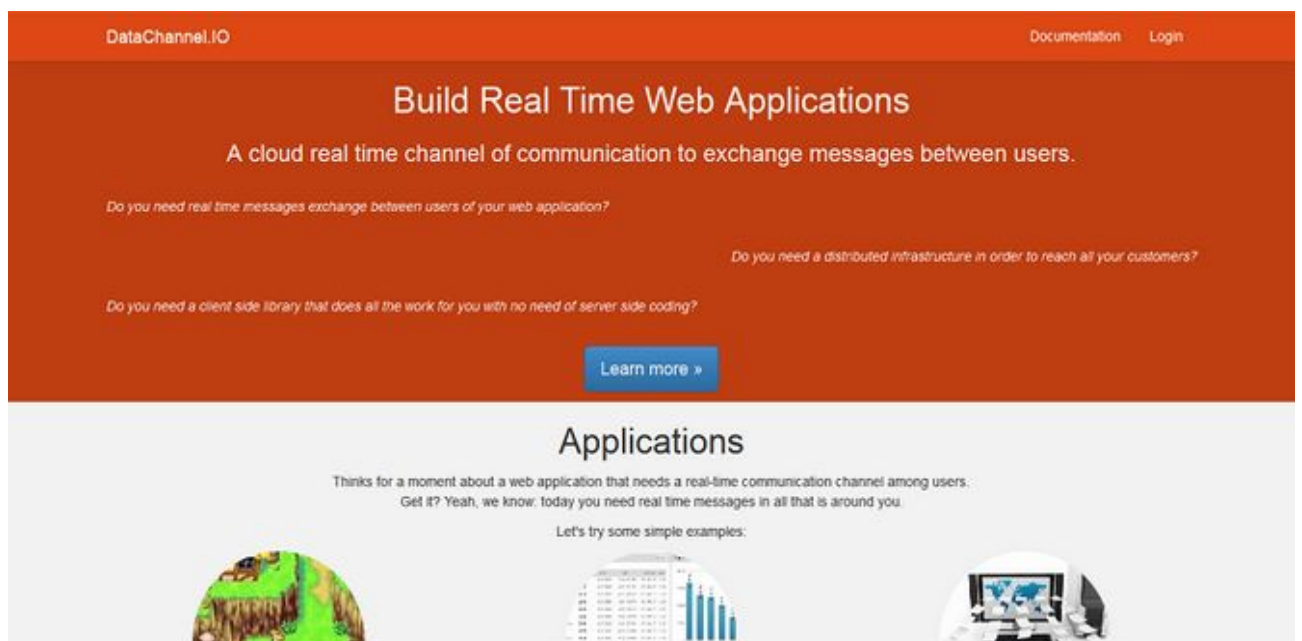 DataChannel.IO
Documentation Login
Build Real Time Web Applications
A cloud real time channel of communication to exchange messages between users.
Do you need real time messages exchange between users of your web application?
Do you need a distributed infrastructure in order to reach all your customers?
Do you need a client side library that does all the work for you with no need of server side coding?
Learn more »
Applications
Thinks for a moment about a web application that needs a real-time communication channel among users.
Get it? Yeah, we know: today you need real time messages in all that is around you.
Let's try some simple examples: